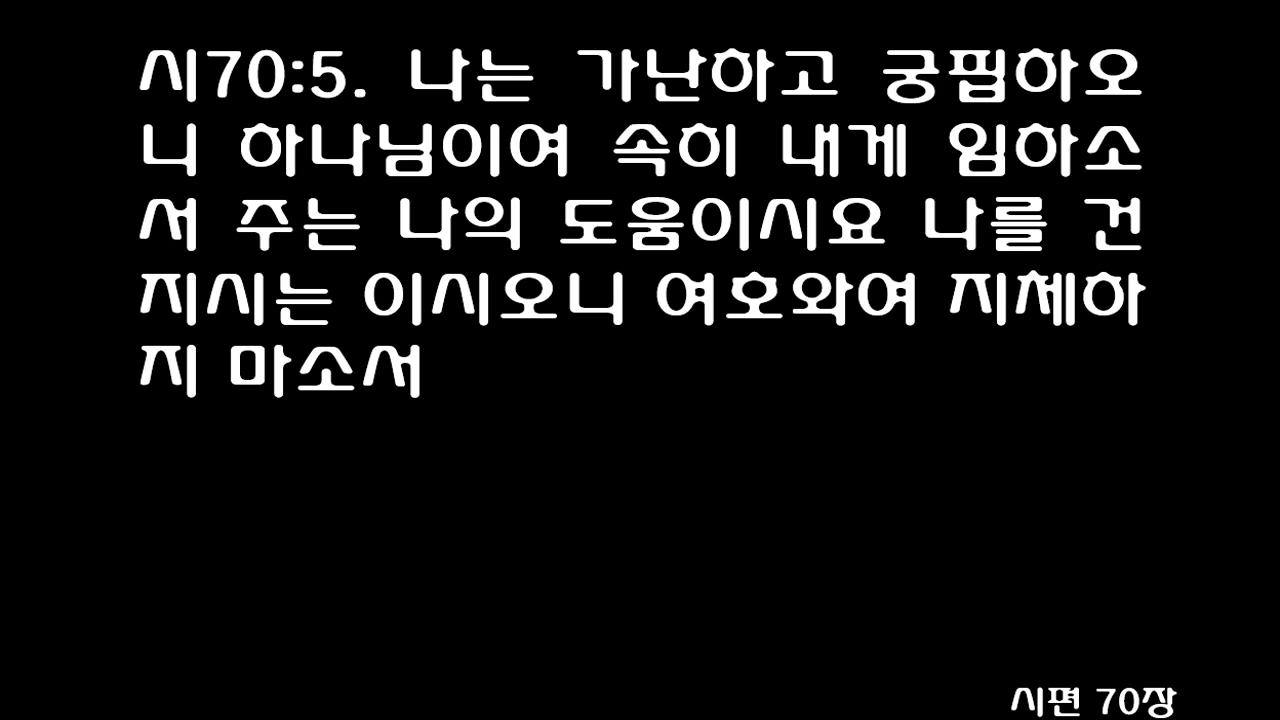 시70:5. 나는 가난하고 궁핍하오
니 하나님이여 속히 내게 임하소
서 주는 나의 도움이시요 나를 건
지시는 이시오니 여호와여 지체하
지 마소서
시편 70장